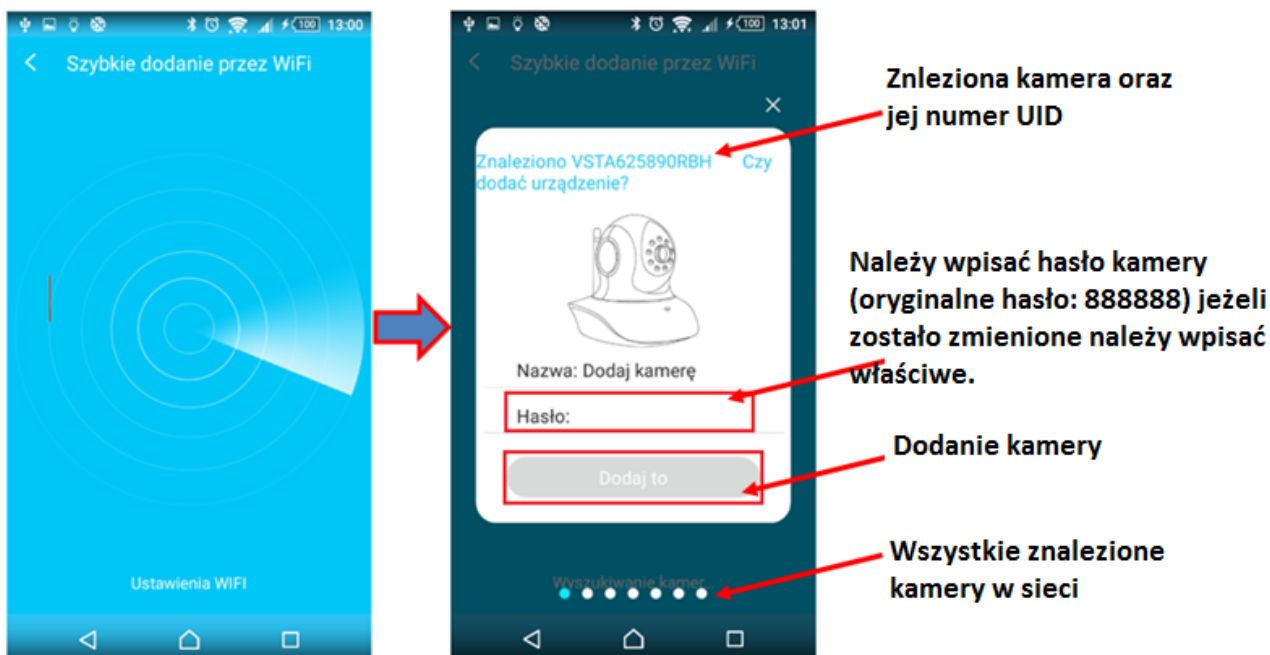 13:00
Szybkie dodanie przez WiFi
Ustawienia WIFI
100
13:01
Szybkie dodanie przez WiFi
Znaleziono VSTA625890RBH Czy
dodać urządzenie?
Nazwa: Dodaj kamerę
Hasło:
Dodaj to
Wyszukiwanie kamer...
Znleziona kamera oraz
jej numer UID
Należy wpisać hasło kamery
(oryginalne hasło: 888888) jeżeli
zostało zmienione należy wpisać
właściwe.
Dodanie kamery
Wszystkie znalezione
kamery w sieci